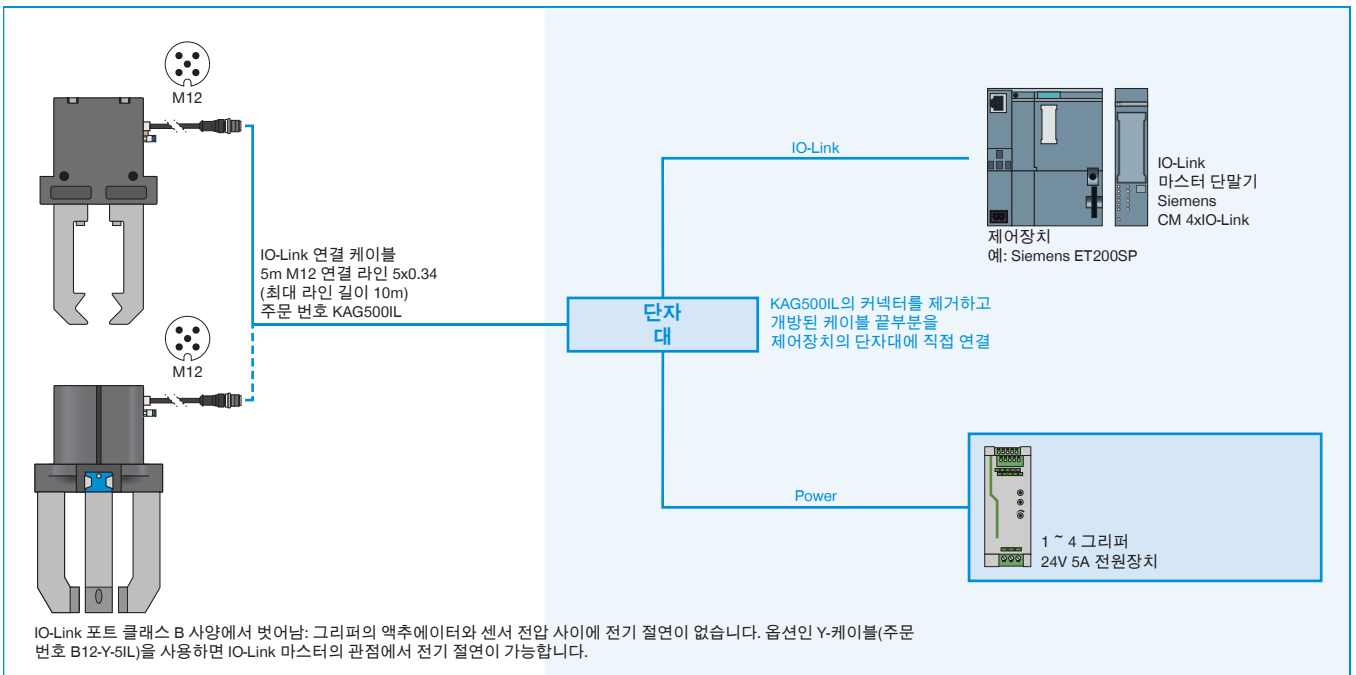 M12
IO-Link 연결 케이블
5m M12 연결 라인 5x0.34
(최대 라인 길이 10m)
주문 번호 KAG500IL
M12
단자
대
KAG500IL의 커넥터를 제거하고
개방된 케이블 끝부분을
제어장치의 단자대에 직접 연결
IO-Link
제어장치
예: Siemens ET200SP
IO-Link
마스터 단말기
Siemens
CM 4xIO-Link
Power
1 ~ 4 그리퍼
24V 5A 전원장치
IO-Link 포트 클래스 B 사양에서 벗어남: 그리퍼의 액추에이터와 센서 전압 사이에 전기 절연이 없습니다. 옵션인 Y-케이블(주문
번호 B12-Y-5IL)을 사용하면 IO-Link 마스터의 관점에서 전기 절연이 가능합니다.